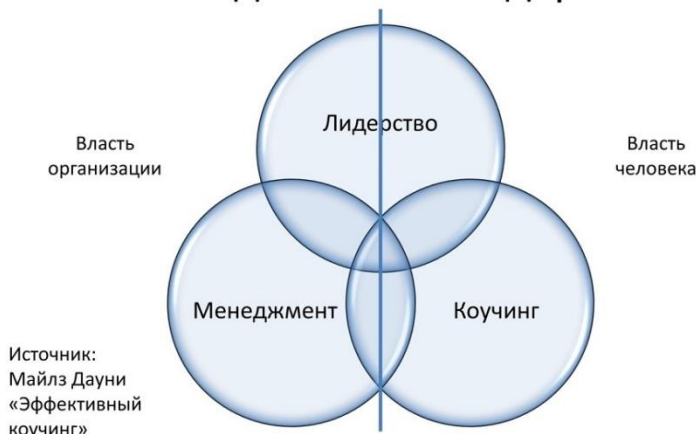 Лидерство
Власть
организации
Власть
человека
Менеджмент
Коучинг
Источник:
Майлз Дауни
«Эффективный
коучинг»